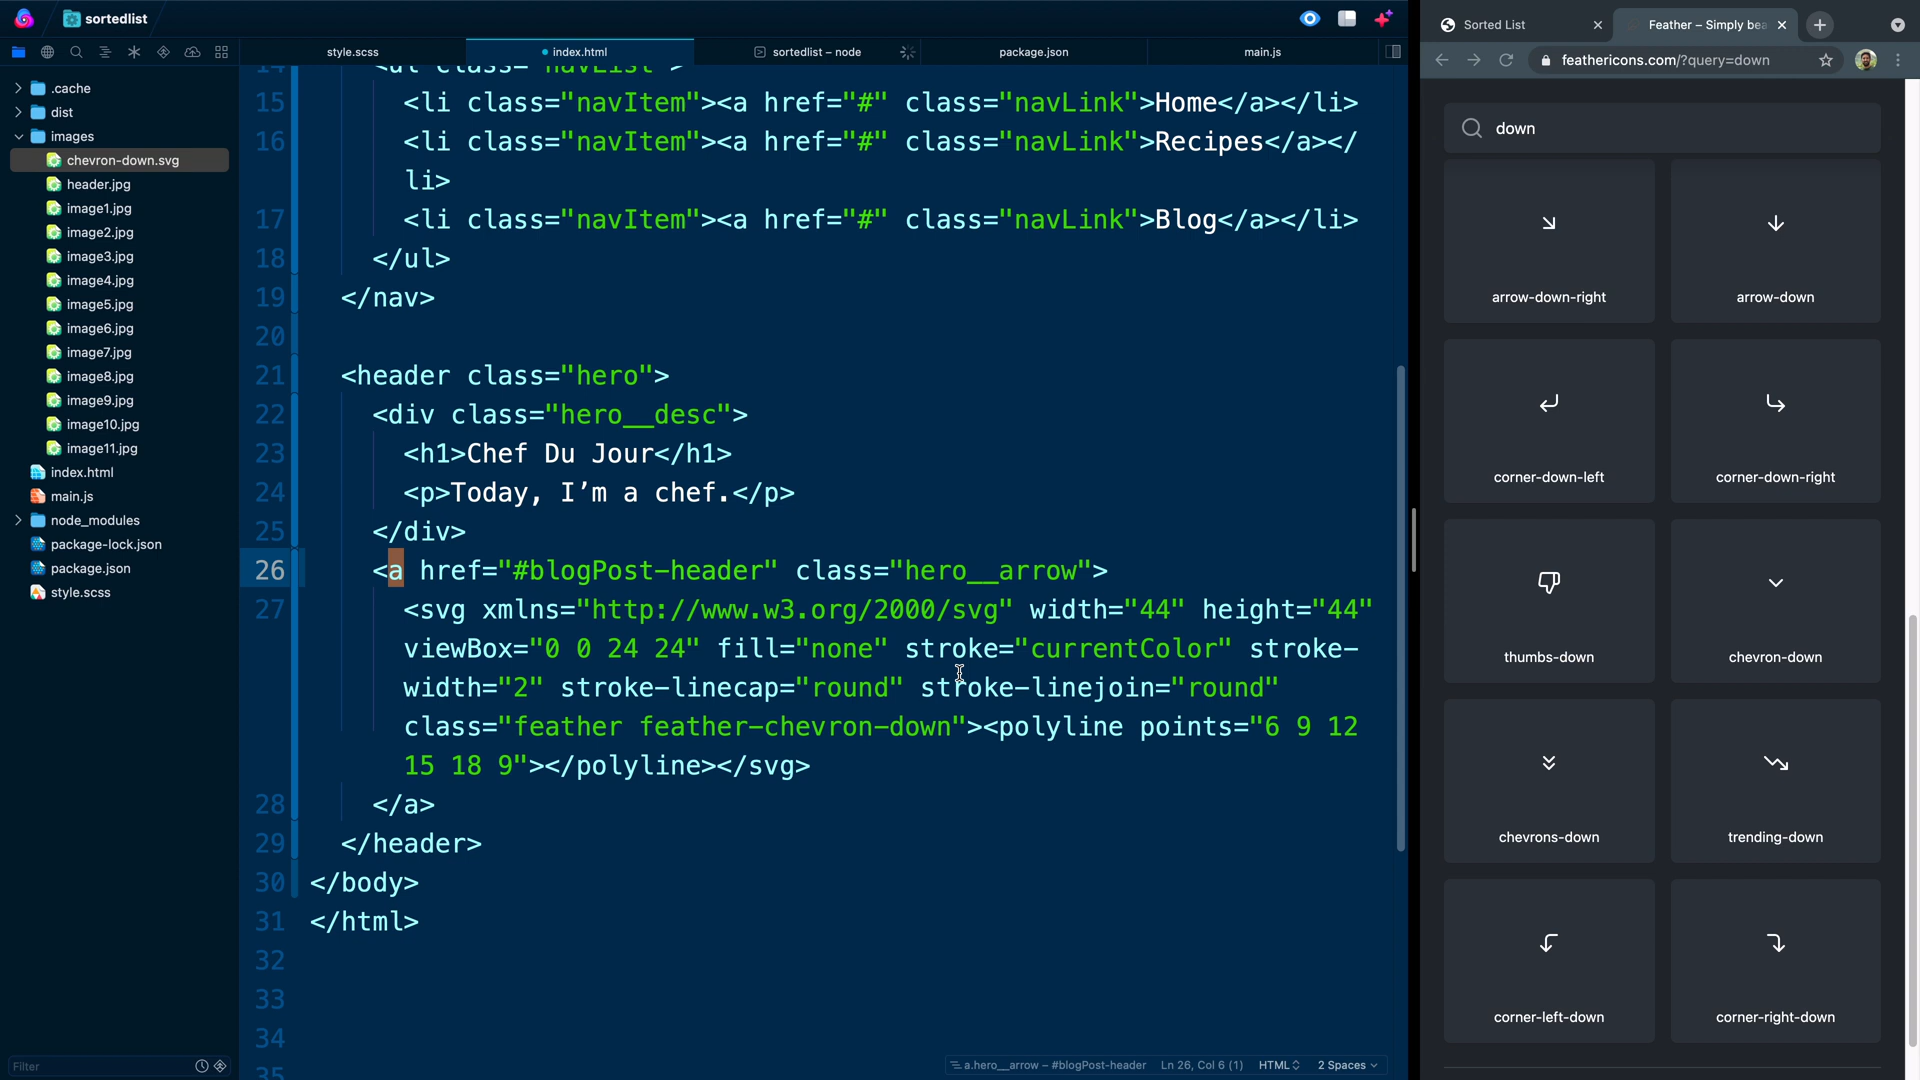 sortedlist
style.scss
index.html
sortedlist – node
package.json
main.js
.cache
dist
images
chevron-down.svg
header.jpg
image1.jpg
image2.jpg
image3.jpg
image4.jpg
image5.jpg
image6.jpg
image7.jpg
image8.jpg
image9.jpg
image10.jpg
image11.jpg
index.html
main.js
node_modules
package-lock.json
package.json
style.scss
Filter
14 <ul class="navList">
15 <li class="navItem"><a href="#" class="navLink">Home</a></li>
16 <li class="navItem"><a href="#" class="navLink">Recipes</a></
li>
17 <li class="navItem"><a href="#" class="navLink">Blog</a></li>
18 </ul>
19 </nav>
20
21 <header class="hero">
22 <div class="hero__desc">
23 <h1>Chef Du Jour</h1>
24 <p>Today, I’m a chef.</p>
25 </div>
26 <a href="#blogPost-header" class="hero__arrow">
27 <svg xmlns="http://www.w3.org/2000/svg" width="44" height="44"
viewBox="0 0 24 24" fill="none" stroke="currentColor" stroke-
width="2" stroke-linecap="round" stroke-linejoin="round"
class="feather feather-chevron-down"><polyline points="6 9 12
15 18 9"></polyline></svg>
28 </a>
29 </header>
30 </body>
31 </html>
32
33
34
35
a.hero__arrow – #blogPost-header
Ln 26, Col 6 (1)
HTML
2 Spaces
Sorted List
Feather – Simply bea
feathericons.com/?query=down
down
arrow-down-right
arrow-down
corner-down-left
corner-down-right
thumbs-down
chevron-down
chevrons-down
trending-down
corner-left-down
corner-right-down